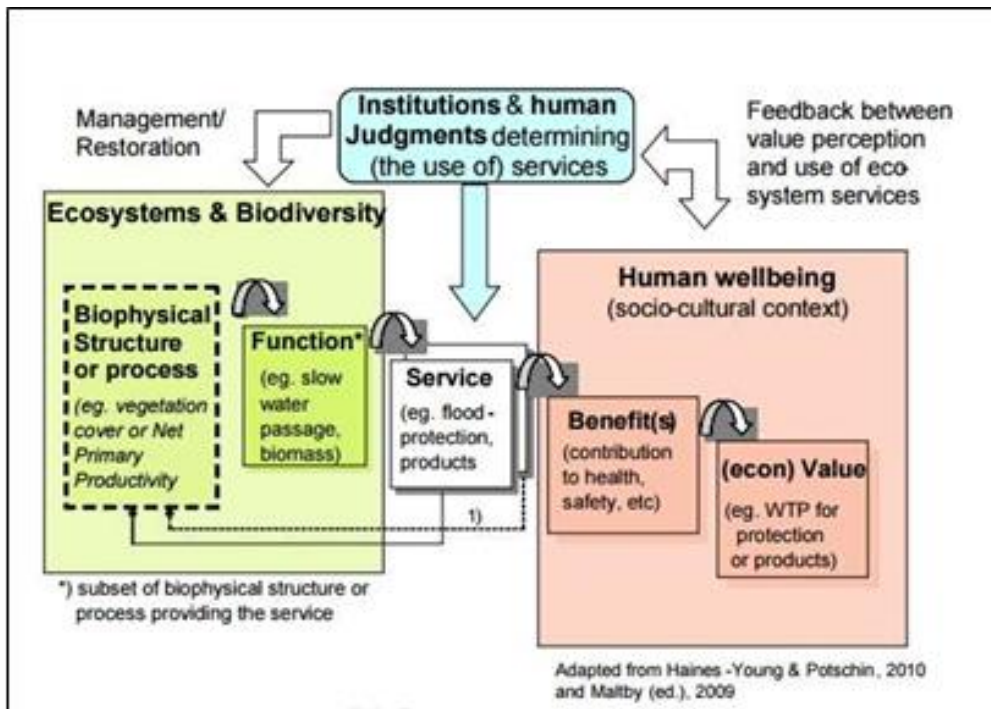 Management/
Restoration
Institutions & human
Judgments determining
(the use of) services
Feedback between
value perception
and use of eco-
system services
Ecosystems & Biodiversity
Biophysical
Structure
or process
(eg. vegetation
cover or Net
Primary
Productivity
Function*
(eg. slow
water
passage,
biomass)
Service
(eg. flood-
protection,
products
Human wellbeing
(socio-cultural context)
Benefit(s)
(contribution
to health,
safety, etc)
(econ) Value
(eg. WTP for
protection
or products)
1)
*) subset of biophysical structure or
process providing the service
Adapted from Haines-Young & Potschin, 2010
and Maltby (ed.), 2009